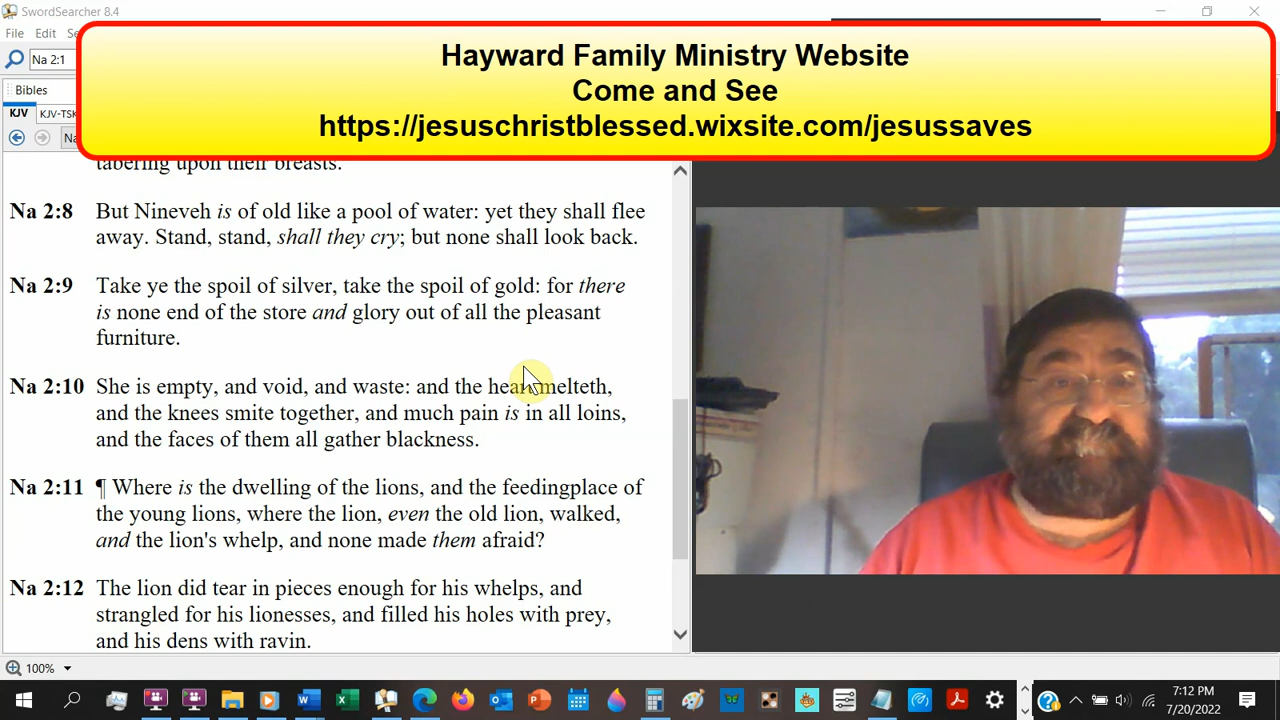 SwordSearcher 8.4
File Edit
Hayward Family Ministry Website
Come and See
https://jesuschristblessed.wixsite.com/jesussaves
Na 2:1
Bibles
KJV KJV-TSK
tabering upon their breasts.
Na 2:8 But Nineveh is of old like a pool of water: yet they shall flee
away. Stand, stand, shall they cry; but none shall look back.
Na 2:9 Take ye the spoil of silver, take the spoil of gold: for there
is none end of the store and glory out of all the pleasant
furniture.
Na 2:10 She is empty, and void, and waste: and the heart melteth,
and the knees smite together, and much pain is in all loins,
and the faces of them all gather blackness.
Na 2:11 ¶ Where is the dwelling of the lions, and the feedingplace of
the young lions, where the lion, even the old lion, walked,
and the lion's whelp, and none made them afraid?
Na 2:12 The lion did tear in pieces enough for his whelps, and
strangled for his lionesses, and filled his holes with prey,
and his dens with ravin.
100%
7:12 PM
7/20/2022